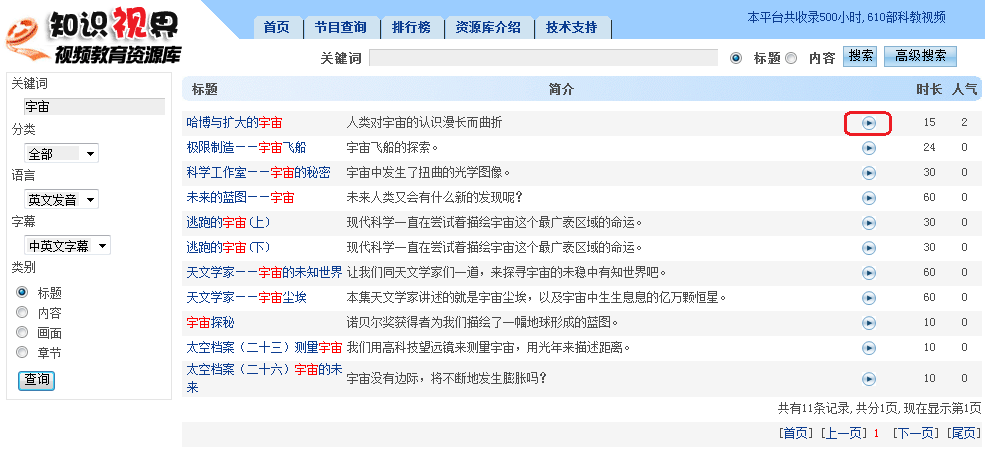 知识视界
视频教育资源库
首页 节目查询 排行榜 资源库介绍 技术支持
本平台共收录500小时, 610部科教视频
关键词 标题 内容 搜索 高级搜索
关键词
宇宙
分类
全部
语言
英文发音
字幕
中英文字幕
类别
标题
内容
画面
章节
查询
标题 简介 时长 人气
哈博与扩大的宇宙 人类对宇宙的认识漫长而曲折 15 2
极限制造——宇宙飞船 宇宙飞船的探索。 24 0
科学工作室——宇宙的秘密 宇宙中发生了扭曲的光学图像。 30 0
未来的蓝图——宇宙 未来人类又会有什么新的发现呢? 60 0
逃跑的宇宙(上) 现代科学一直在尝试着描绘宇宙这个最广袤区域的命运。 30 0
逃跑的宇宙(下) 现代科学一直在尝试着描绘宇宙这个最广袤区域的命运。 30 0
天文学家——宇宙的未知世界 让我们同天文学家们一道，来探寻宇宙的未稳中有知世界吧。 60 0
天文学家——宇宙尘埃 本集天文学家讲述的就是宇宙尘埃，以及宇宙中生生息息的亿万颗恒星。 60 0
宇宙探秘 诺贝尔奖获得者为我们描绘了一幅地球形成的蓝图。 10 0
太空档案（二十三）测量宇宙 我们用高科技望远镜来测量宇宙，用光年来描述距离。 10 0
太空档案（二十六）宇宙的未
来 宇宙没有边际，将不断地发生膨胀吗? 10 0
共有11条记录, 共分1页, 现在显示第1页
[首页] [上一页] 1 [下一页] [尾页]